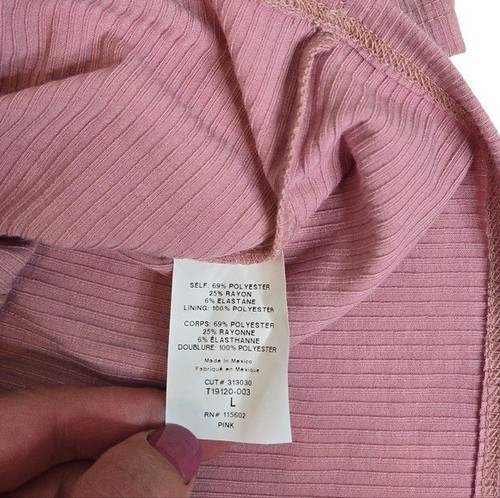 SELF: 69% POLYESTER
25% RAYON
6% ELASTANE
LINING: 100% POLYESTER
CORPS: 69% POLYESTER
25% RAYONNE
6% ÉLASTHANNE
DOUBLURE: 100% POLYESTER
Made in Mexico
Fabriqué en Mexique
CUT# 313030
T19120-003
L
RN# 115602
PINK